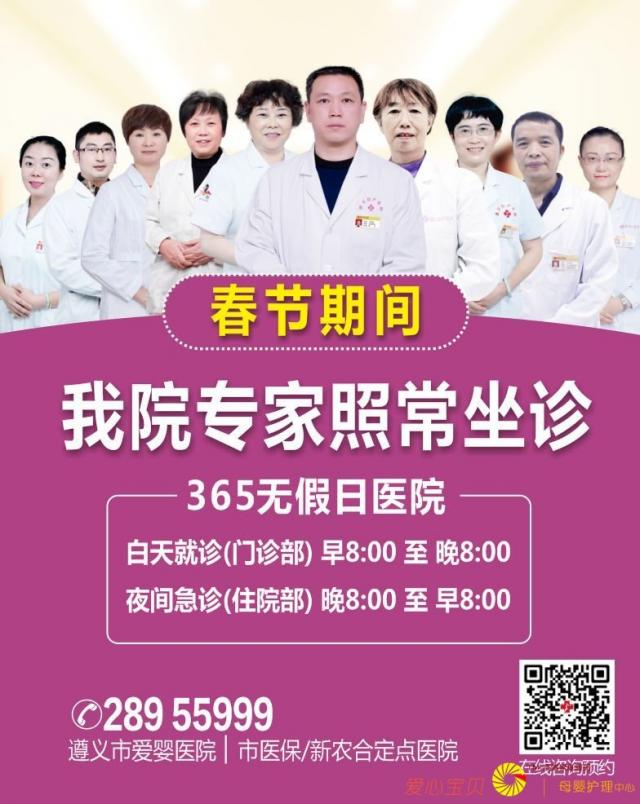 春节期间
我院专家照常坐诊
365无假日医院
白天就诊(门诊部) 早8:00 至 晚8:00
夜间急诊(住院部) 晚8:00 至 早8:00
289 55999
遵义市爱婴医院|市医保/新农合定点医院
在线咨询预约
爱心宝贝
母婴护理中心